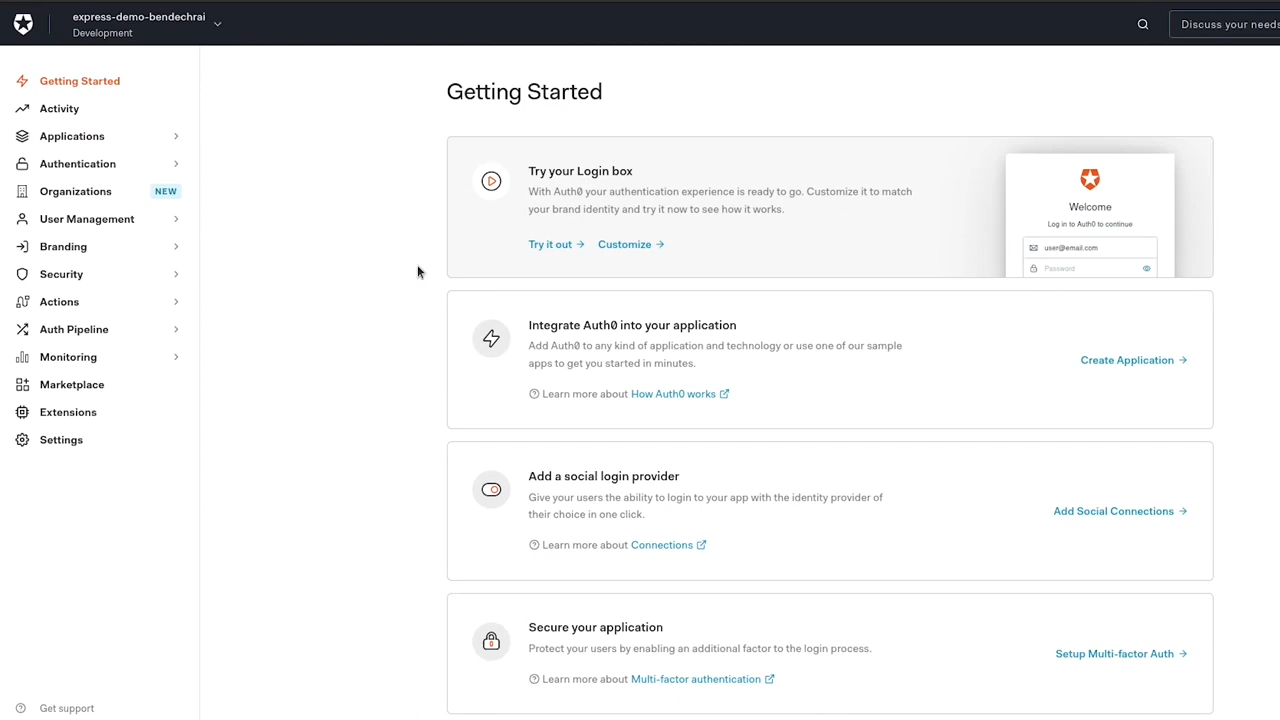 express-demo-bendechrai
Development
Discuss your needs
Getting Started
Activity
Applications
Authentication
Organizations NEW
User Management
Branding
Security
Actions
Auth Pipeline
Monitoring
Marketplace
Extensions
Settings
Get support
Getting Started
Try your Login box
With Auth0 your authentication experience is ready to go. Customize it to match
your brand identity and try it now to see how it works.
Try it out → Customize →
Welcome
Log in to Auth0 to continue
user@email.com
Password
Integrate Auth0 into your application
Add Auth0 to any kind of application and technology or use one of our sample
apps to get you started in minutes.
Learn more about How Auth0 works
Create Application →
Add a social login provider
Give your users the ability to login to your app with the identity provider of
their choice in one click.
Learn more about Connections
Add Social Connections →
Secure your application
Protect your users by enabling an additional factor to the login process.
Learn more about Multi-factor authentication
Setup Multi-factor Auth →